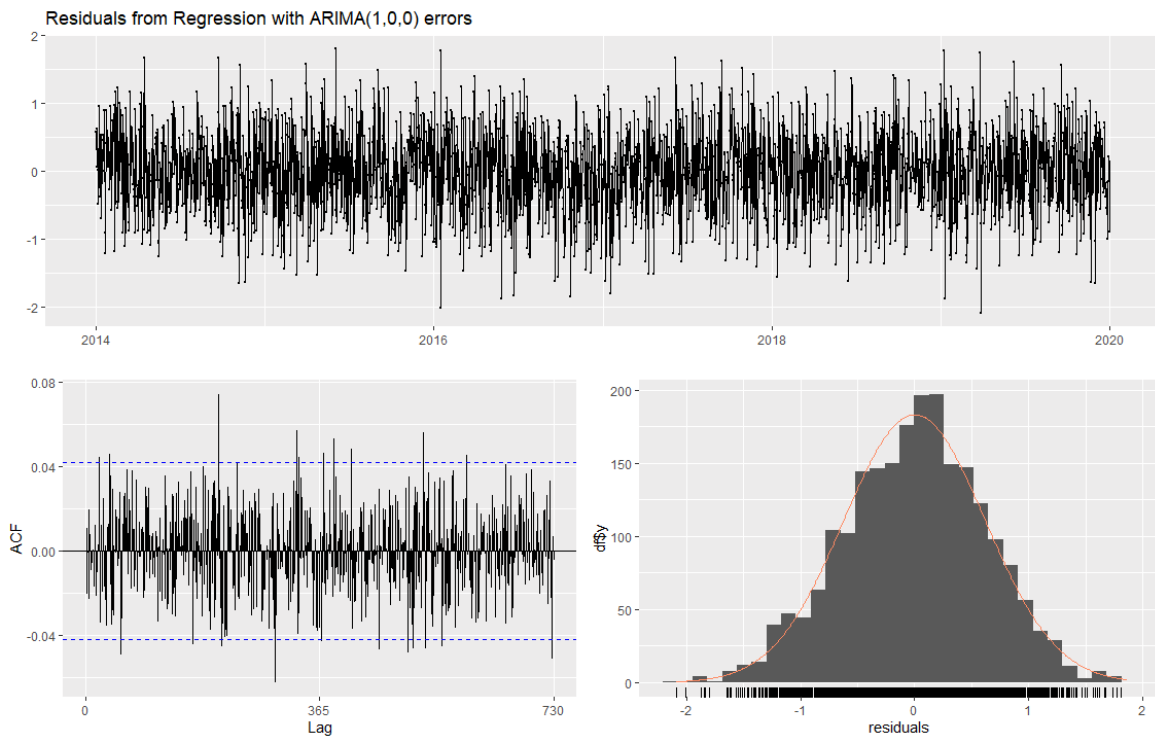 Residuals from Regression with ARIMA(1,0,0) errors
2
1
0
-1
-2
2014 2016 2018 2020
0.08
0.04
0.00
-0.04
ACF
0 365 730
Lag
200
150
100
50
0
df$y
-2 -1 0 1 2
residuals